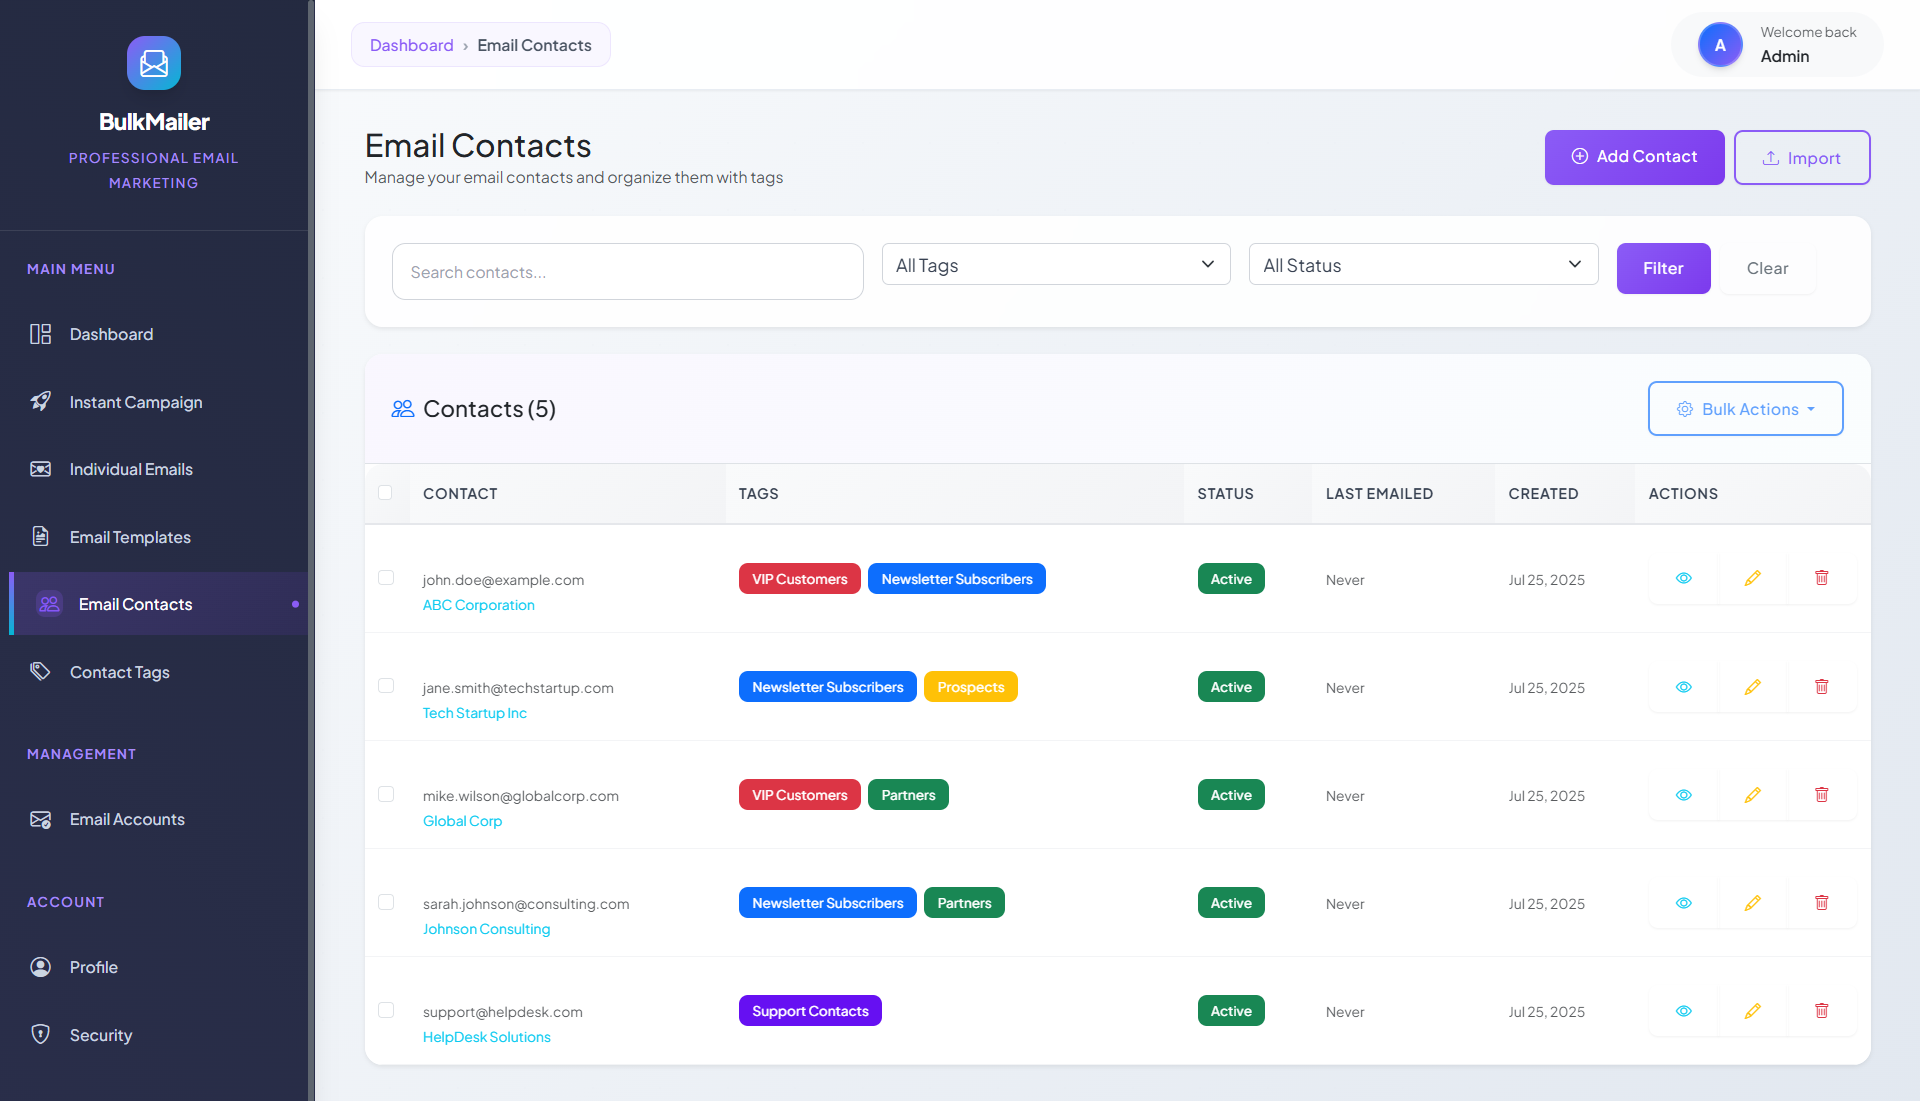 BulkMailer
PROFESSIONAL EMAIL
MARKETING
MAIN MENU
Dashboard
Instant Campaign
Individual Emails
Email Templates
Email Contacts
Contact Tags
MANAGEMENT
Email Accounts
ACCOUNT
Profile
Security
Dashboard › Email Contacts
A
Welcome back
Admin
Email Contacts
Manage your email contacts and organize them with tags
Add Contact
Import
Search contacts...
All Tags
All Status
Filter
Clear
Contacts (5)
Bulk Actions
CONTACT TAGS STATUS LAST EMAILED CREATED ACTIONS
john.doe@example.com VIP Customers Newsletter Subscribers Active Never Jul 25, 2025
ABC Corporation
jane.smith@techstartup.com Newsletter Subscribers Prospects Active Never Jul 25, 2025
Tech Startup Inc
mike.wilson@globalcorp.com VIP Customers Partners Active Never Jul 25, 2025
Global Corp
sarah.johnson@consulting.com Newsletter Subscribers Partners Active Never Jul 25, 2025
Johnson Consulting
support@helpdesk.com Support Contacts Active Never Jul 25, 2025
HelpDesk Solutions